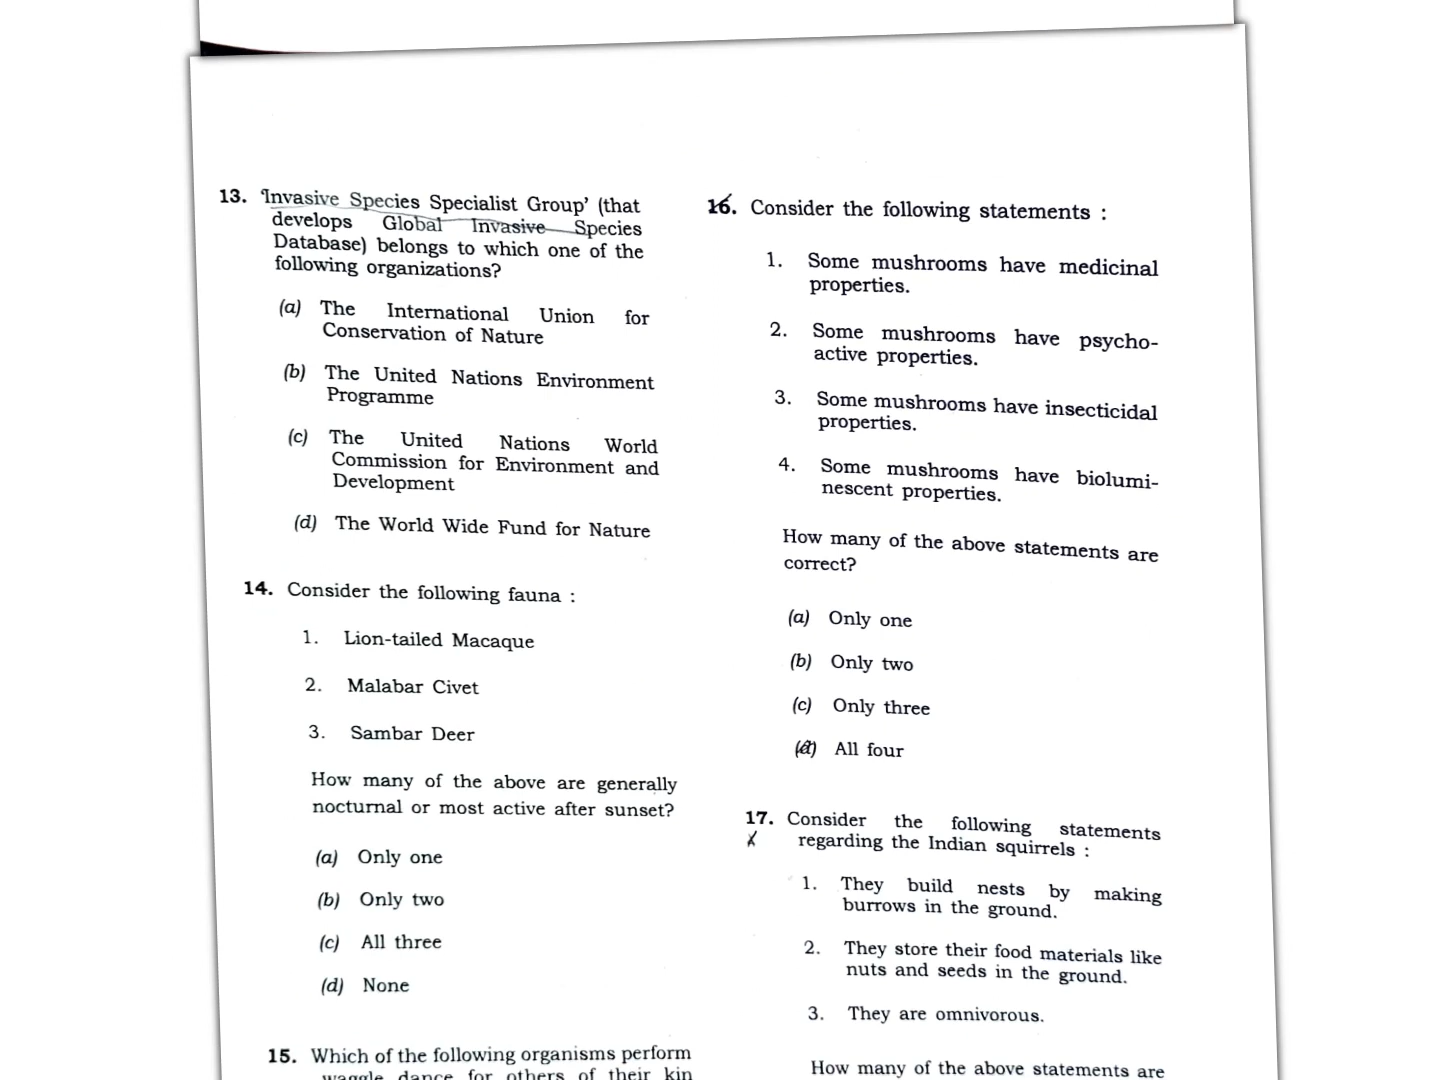 13. 'Invasive Species Specialist Group' (that
develops Global Invasive Species
Database) belongs to which one of the
following organizations?
(a) The International Union for
Conservation of Nature
(b) The United Nations Environment
Programme
(c) The United Nations World
Commission for Environment and
Development
(d) The World Wide Fund for Nature
14. Consider the following fauna :
1. Lion-tailed Macaque
2. Malabar Civet
3. Sambar Deer
How many of the above are generally
nocturnal or most active after sunset?
(a) Only one
(b) Only two
(c) All three
(d) None
15. Which of the following organisms perform
waggle dance for others of their kin
16. Consider the following statements :
1. Some mushrooms have medicinal
properties.
2. Some mushrooms have psycho-
active properties.
3. Some mushrooms have insecticidal
properties.
4. Some mushrooms have biolumi-
nescent properties.
How many of the above statements are
correct?
(a) Only one
(b) Only two
(c) Only three
(d) All four
17. Consider the following statements
regarding the Indian squirrels :
1. They build nests by making
burrows in the ground.
2. They store their food materials like
nuts and seeds in the ground.
3. They are omnivorous.
How many of the above statements are